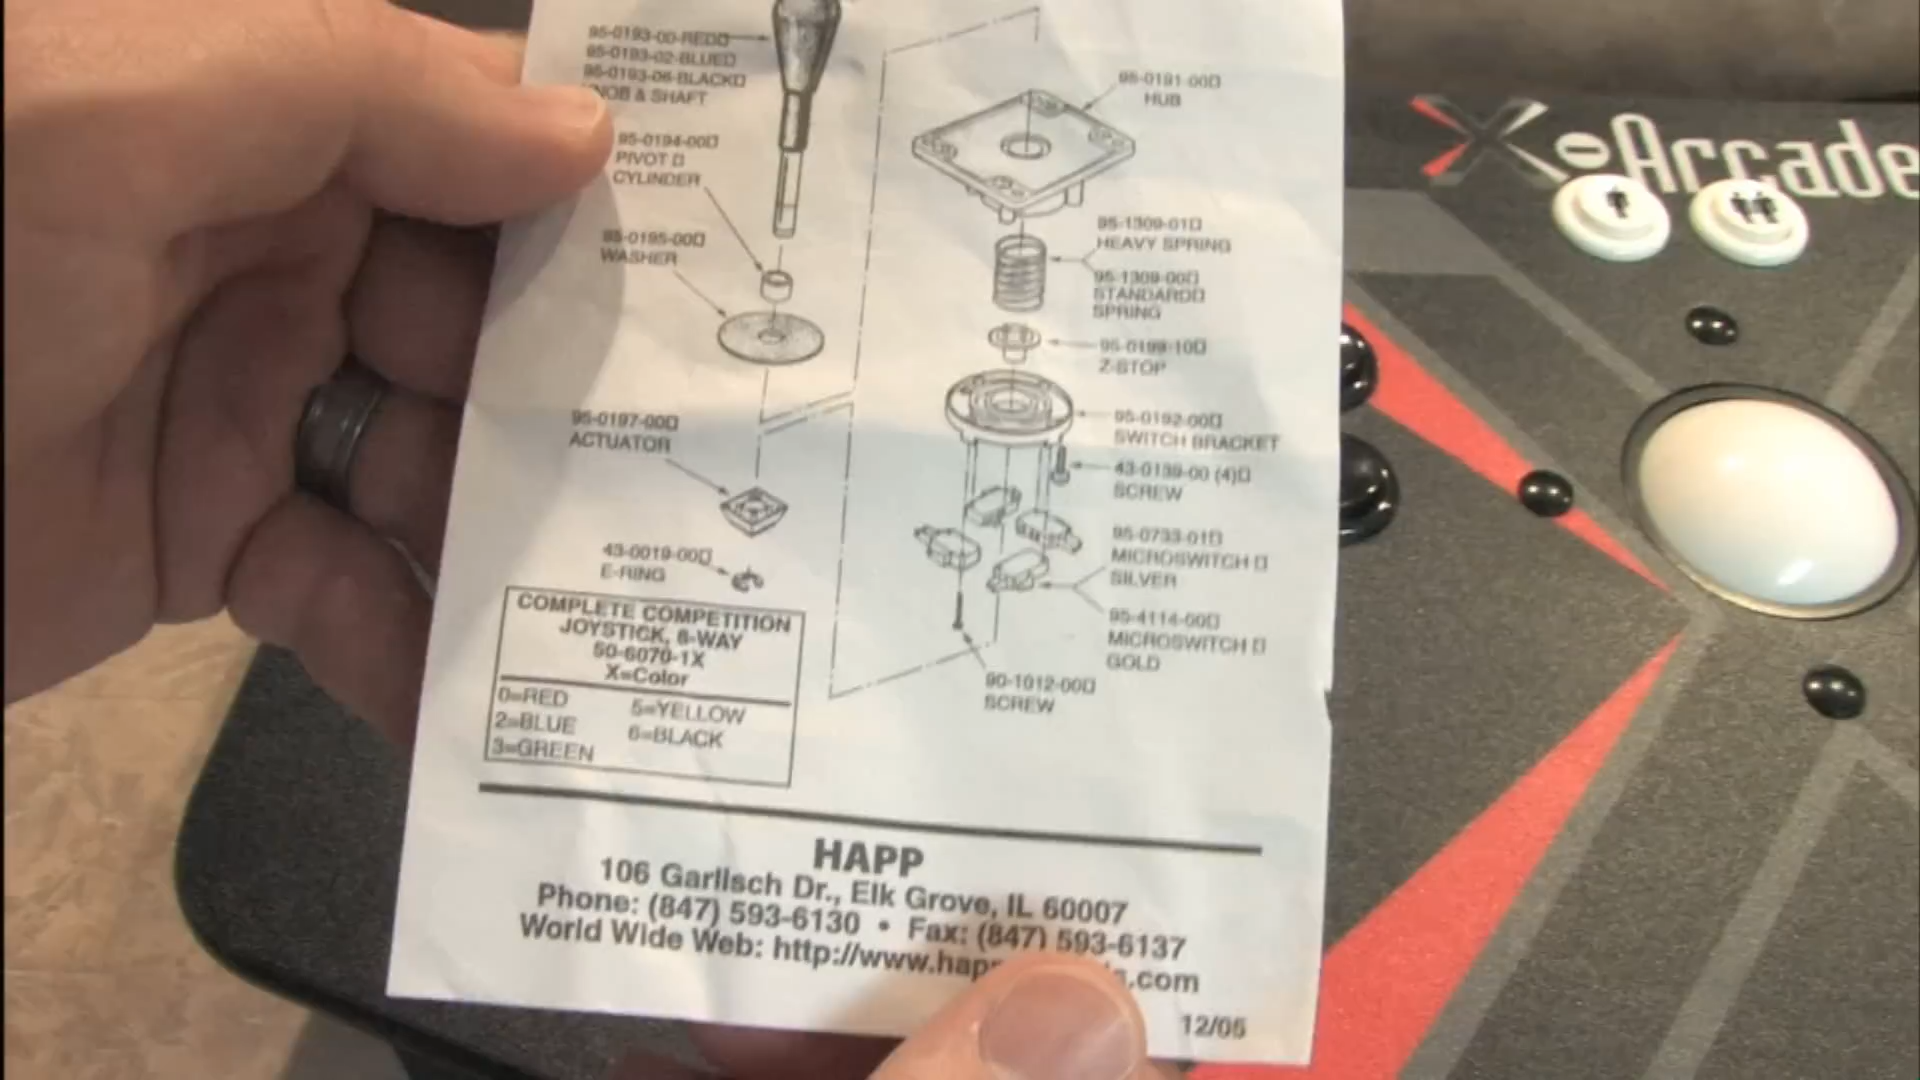 95-0193-00-RED
95-0193-02-BLUE
95-0193-06-BLACK
KNOB & SHAFT
95-0194-00
PIVOT
CYLINDER
95-0195-00
WASHER
95-0197-00
ACTUATOR
43-0019-00
E-RING
95-0191-00
HUB
95-1309-01
HEAVY SPRING
95-1309-00
STANDARD
SPRING
95-0199-10
Z-STOP
95-0192-00
SWITCH BRACKET
43-0139-00 (4)
SCREW
95-0733-01
MICROSWITCH
SILVER
95-4114-00
MICROSWITCH
GOLD
90-1012-00
SCREW
COMPLETE COMPETITION
JOYSTICK, 8-WAY
50-6070-1X
X=Color
0=RED 5=YELLOW
2=BLUE 6=BLACK
3=GREEN
HAPP
106 Garlisch Dr., Elk Grove, IL 60007
Phone: (847) 593-6130 • Fax: (847) 593-6137
World Wide Web: http://www.hap .com
12/05
X-Arcade